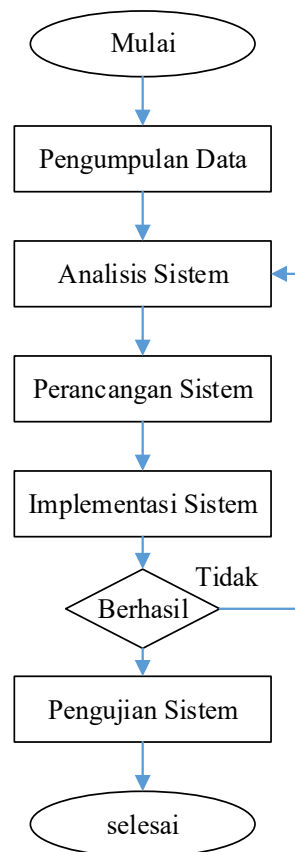 Mulai
Pengumpulan Data
Analisis Sistem
Perancangan Sistem
Implementasi Sistem
Tidak
Berhasil
Pengujian Sistem
selesai